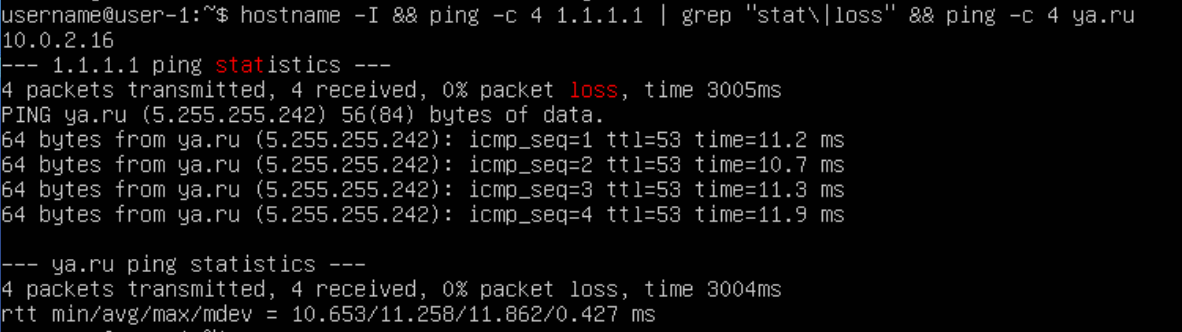 username@user-1:~$ hostname -I && ping -c 4 1.1.1.1 | grep "stat\|loss" && ping -c 4 ya.ru
10.0.2.16
--- 1.1.1.1 ping statistics ---
4 packets transmitted, 4 received, 0% packet loss, time 3005ms
PING ya.ru (5.255.255.242) 56(84) bytes of data.
64 bytes from ya.ru (5.255.255.242): icmp_seq=1 ttl=53 time=11.2 ms
64 bytes from ya.ru (5.255.255.242): icmp_seq=2 ttl=53 time=10.7 ms
64 bytes from ya.ru (5.255.255.242): icmp_seq=3 ttl=53 time=11.3 ms
64 bytes from ya.ru (5.255.255.242): icmp_seq=4 ttl=53 time=11.9 ms
--- ya.ru ping statistics ---
4 packets transmitted, 4 received, 0% packet loss, time 3004ms
rtt min/avg/max/mdev = 10.653/11.258/11.862/0.427 ms